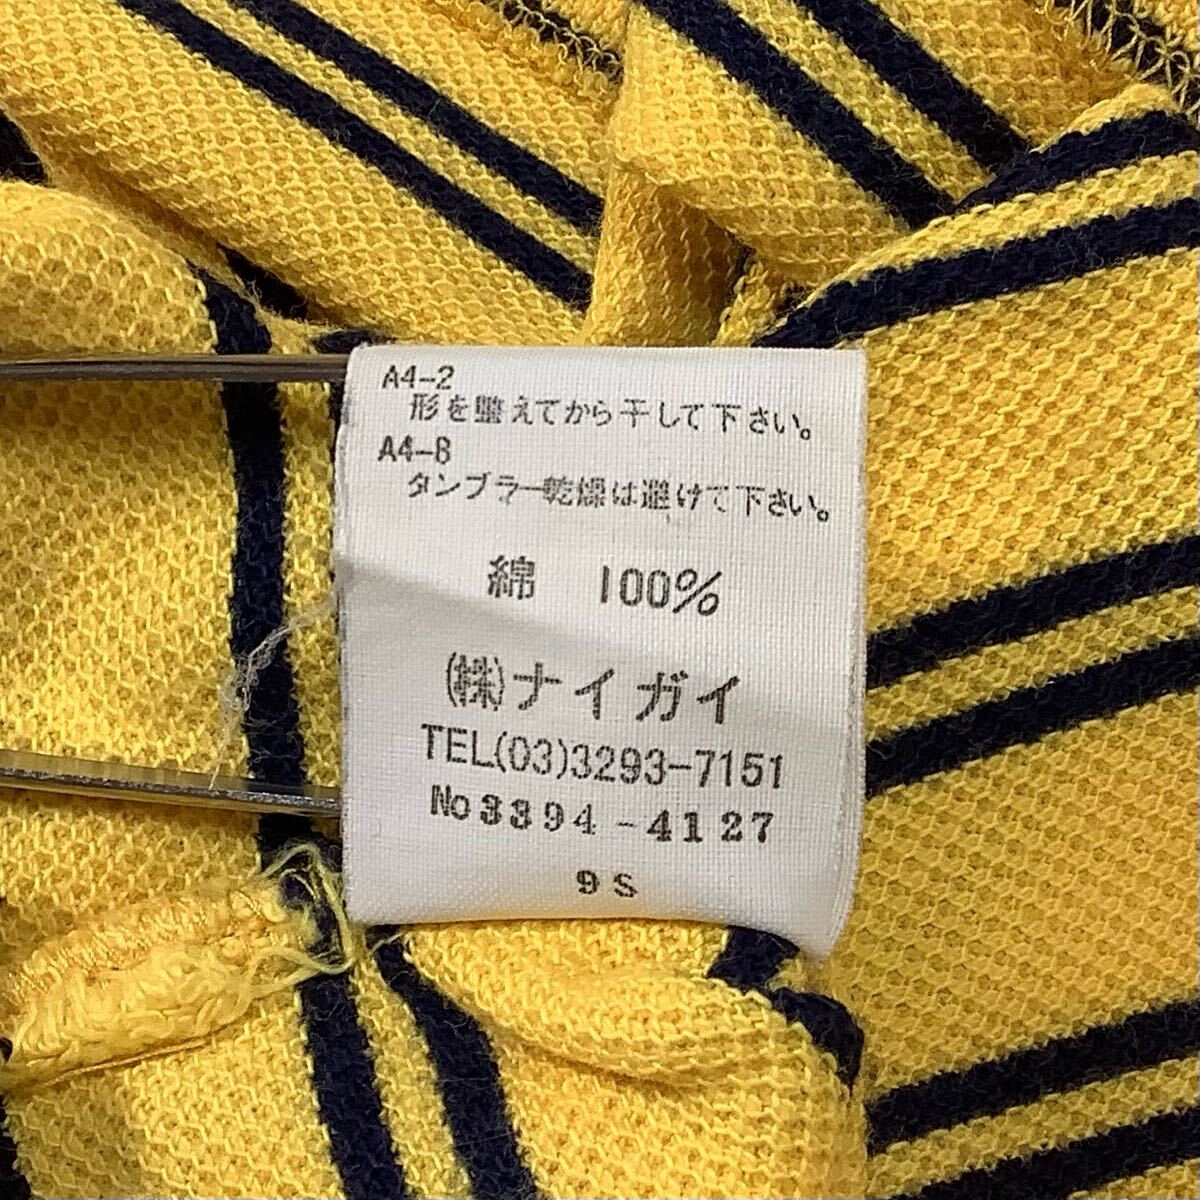 A4-2
形を整えてから干して下さい。
A4-8
タンブラー乾燥は避けて下さい。
綿 100%
(株)ナイガイ
TEL(03)3293-7151
No 3394-4127
9S